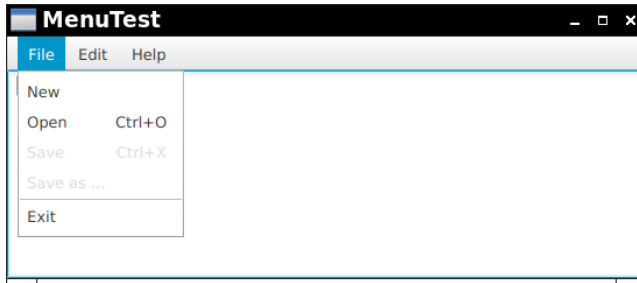 MenuTest
File Edit Help
New
Open Ctrl+O
Save Ctrl+X
Save as ...
Exit